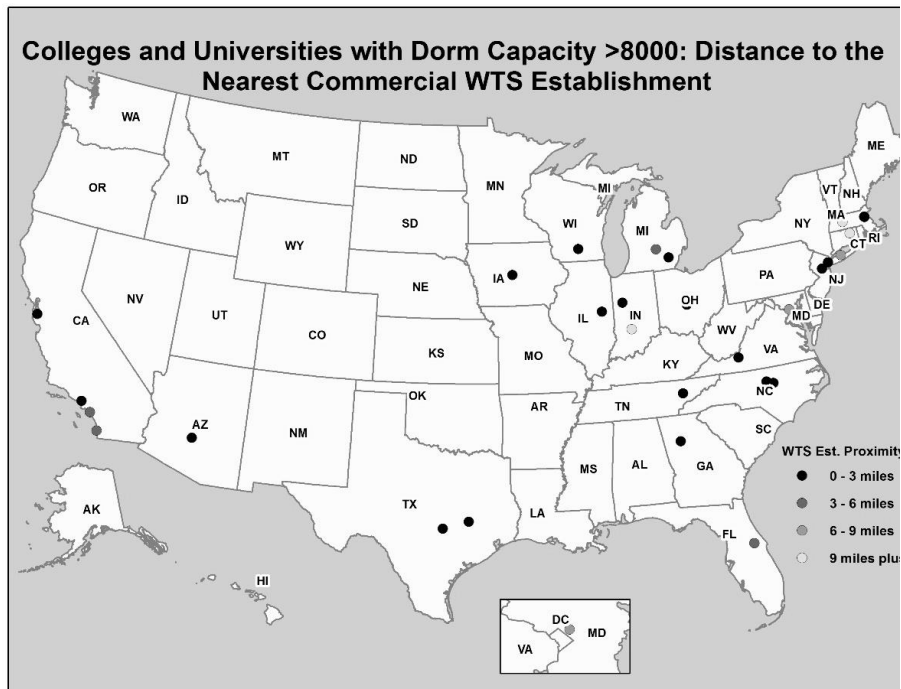 Colleges and Universities with Dorm Capacity >8000: Distance to the
Nearest Commercial WTS Establishment
WA
MT
ND
MN
ME
OR
ID
SD
WI
MI
MI
VT
NH
NY
MA
CT
RI
WY
IA
NE
PA
NJ
NV
UT
CO
IL
IN
OH
MD
DE
CA
KS
MO
WV
VA
KY
OK
TN
NC
AZ
NM
AR
SC
MS
AL
GA
TX
LA
FL
AK
HI
WTS Est. Proximity
0 - 3 miles
3 - 6 miles
6 - 9 miles
9 miles plus
DC
MD
VA